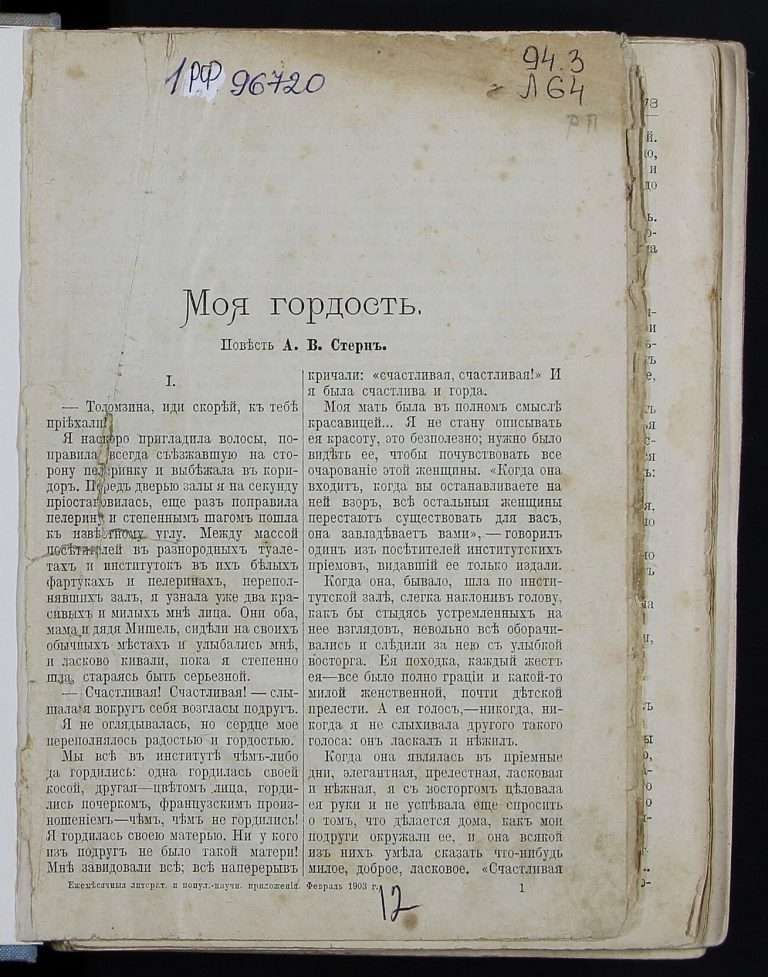 1РФ 96720
94.3
Л 64
РП
Моя гордость.
Повѣсть А. В. Стернъ.
I.
— Толомзина, иди скорѣй, къ тебѣ
пріѣхали!
Я наскоро пригладила волосы, по-
правила всегда съѣзжавшую на сто-
рону пелеринку и выбѣжала въ кори-
доръ. Передъ дверью залы я на секунду
пріостановилась, еще разъ поправила
пелерину и степеннымъ шагомъ пошла
къ извѣстному углу. Между массой
посѣтителей въ разнородныхъ туале-
тахъ и институтокъ въ ихъ бѣлыхъ
фартукахъ и пелеринахъ, перепол-
нявшихъ залъ, я узнала уже два кра-
сивыхъ и милыхъ мнѣ лица. Они оба,
мама и дядя Мишель, сидѣли на своихъ
обычныхъ мѣстахъ и улыбались мнѣ,
и ласково кивали, пока я степенно
шла, стараясь быть серьезной.
— Счастливая! Счастливая! — слы-
шала я вокругъ себя возгласы подругъ.
Я не оглядывалась, но сердце мое
переполнялось радостью и гордостью.
Мы всѣ въ институтѣ чѣмъ-либо
да гордились: одна гордилась своей
косой, другая—цвѣтомъ лица, горди-
лись почеркомъ, французскимъ произ-
ношеніемъ—чѣмъ, чѣмъ не гордились!
Я гордилась своею матерью. Ни у кого
изъ подругъ не было такой матери!
Мнѣ завидовали всѣ; всѣ наперерывъ
кричали: «счастливая, счастливая!» И
я была счастлива и горда.
Моя мать была въ полномъ смыслѣ
красавицей... Я не стану описывать
ея красоту, это безполезно; нужно было
видѣть ее, чтобы почувствовать все
очарованіе этой женщины. «Когда она
входитъ, когда вы останавливаете на
ней взоръ, всѣ остальныя женщины
перестаютъ существовать для васъ,
она завладѣваетъ вами», — говорилъ
одинъ изъ посѣтителей институтскихъ
пріемовъ, видавшій ее только издали.
Когда она, бывало, шла по инсти-
тутской залѣ, слегка наклонивъ голову,
какъ бы стыдясь устремленныхъ на
нее взглядовъ, невольно всѣ оборачи-
вались и слѣдили за нею съ улыбкой
восторга. Ея походка, каждый жестъ
ея—все было полно граціи и какой-то
милой женственной, почти дѣтской
прелести. А ея голосъ,—никогда, ни-
когда я не слыхивала другого такого
голоса: онъ ласкалъ и нѣжилъ.
Когда она являлась въ пріемные
дни, элегантная, прелестная, ласковая
и нѣжная, я съ восторгомъ цѣловала
ея руки и не успѣвала еще спросить
о томъ, что дѣлается дома, какъ мои
подруги окружали ее, и она всякой
изъ нихъ умѣла сказать что-нибудь
милое, доброе, ласковое. «Счастливая
Ежемѣсячныя литерат. и попул.-научн. приложенія. Февраль 1903 г. 1
12